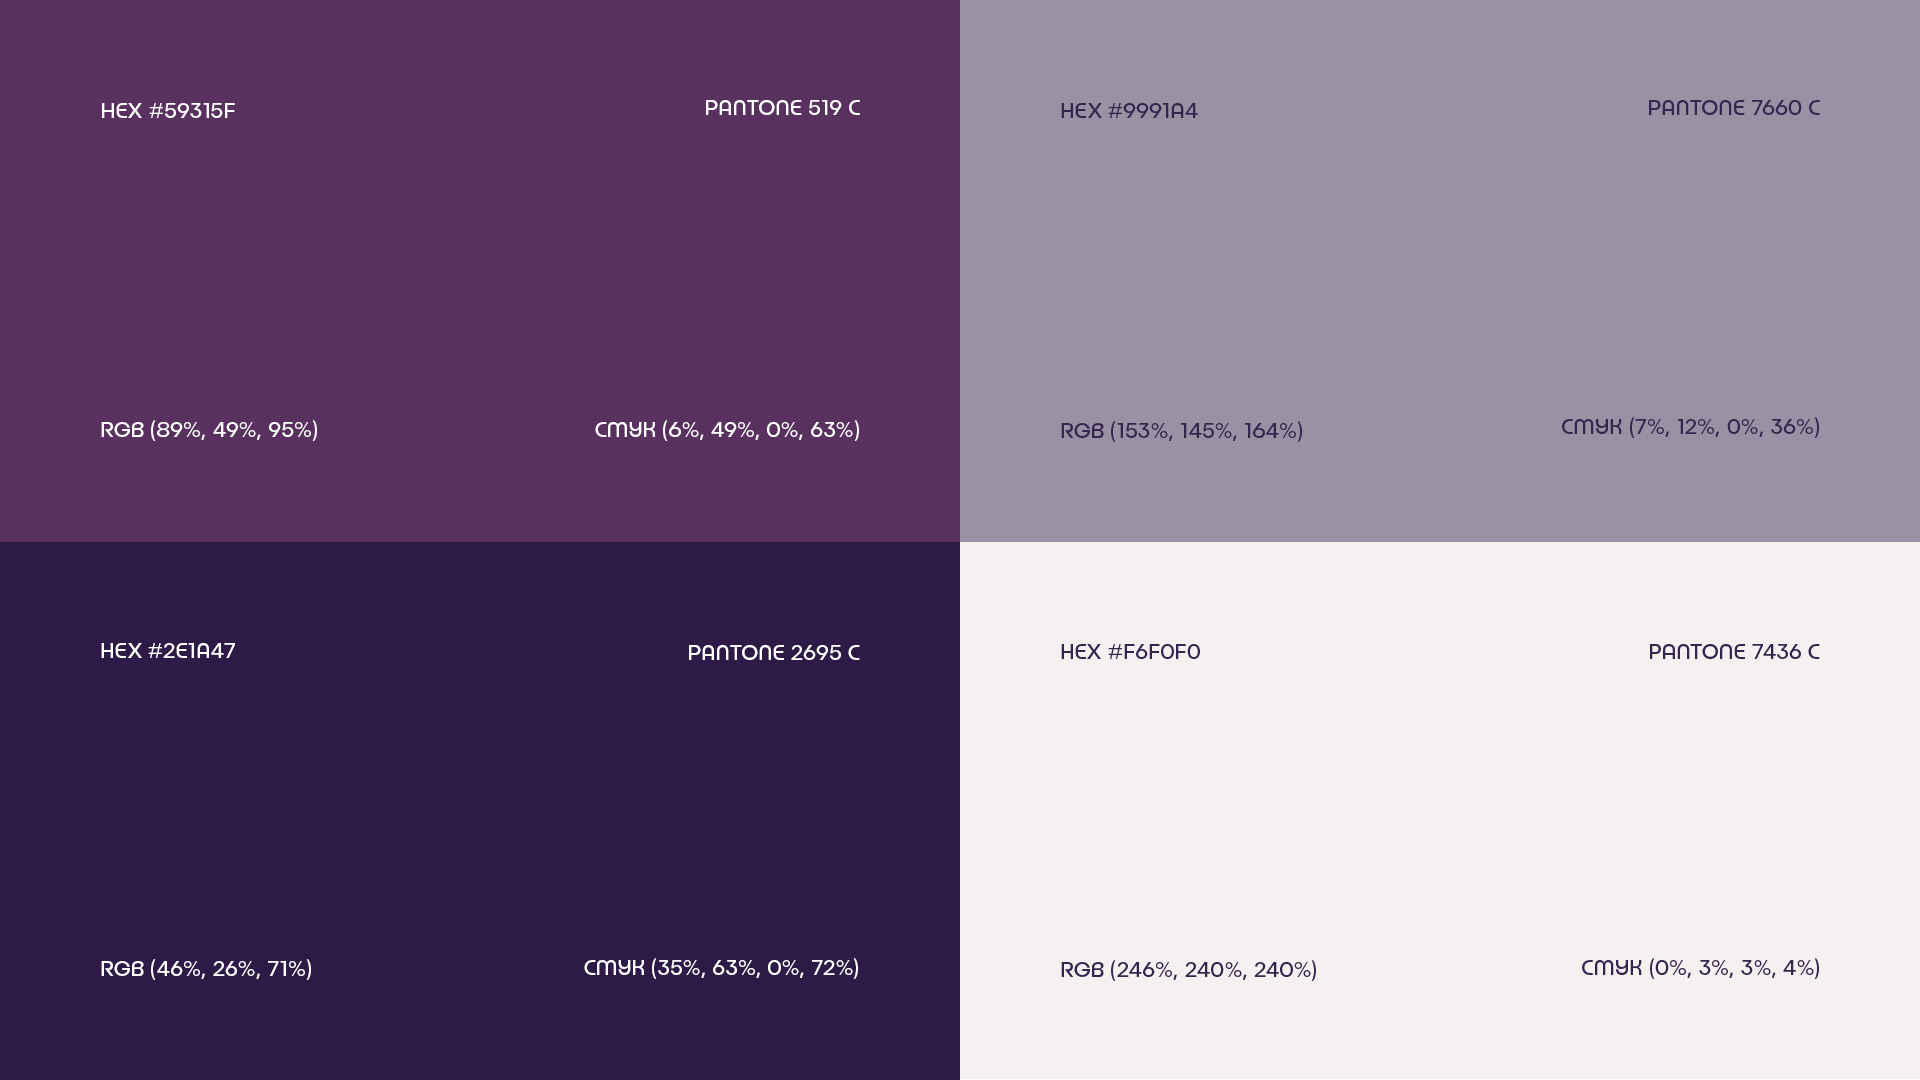 HEX #59315F
PANTONE 519 C
RGB (89%, 49%, 95%)
CMYK (6%, 49%, 0%, 63%)
HEX #9991A4
PANTONE 7660 C
RGB (153%, 145%, 164%)
CMYK (7%, 12%, 0%, 36%)
HEX #2E1A47
PANTONE 2695 C
RGB (46%, 26%, 71%)
CMYK (35%, 63%, 0%, 72%)
HEX #F6F0F0
PANTONE 7436 C
RGB (246%, 240%, 240%)
CMYK (0%, 3%, 3%, 4%)